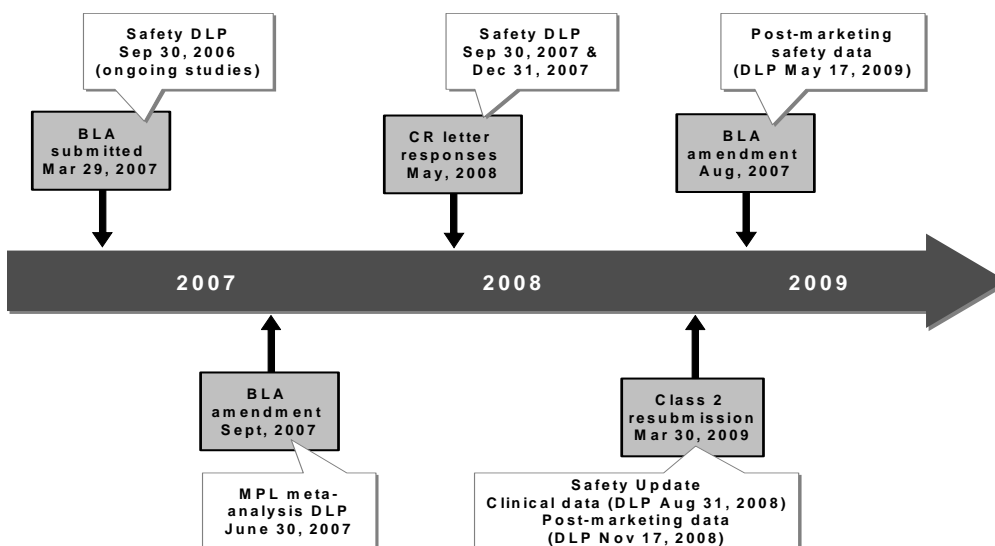 Safety DLP
Sep 30, 2006
(ongoing studies)
Safety DLP
Sep 30, 2007 &
Dec 31, 2007
Post-marketing
safety data
(DLP May 17, 2009)
BLA
submitted
Mar 29, 2007
CR letter
responses
May, 2008
BLA
amendment
Aug, 2007
2007
2008
2009
BLA
amendment
Sept, 2007
Class 2
resubmission
Mar 30, 2009
MPL meta-
analysis DLP
June 30, 2007
Safety Update
Clinical data (DLP Aug 31, 2008)
Post-marketing data
(DLP Nov 17, 2008)